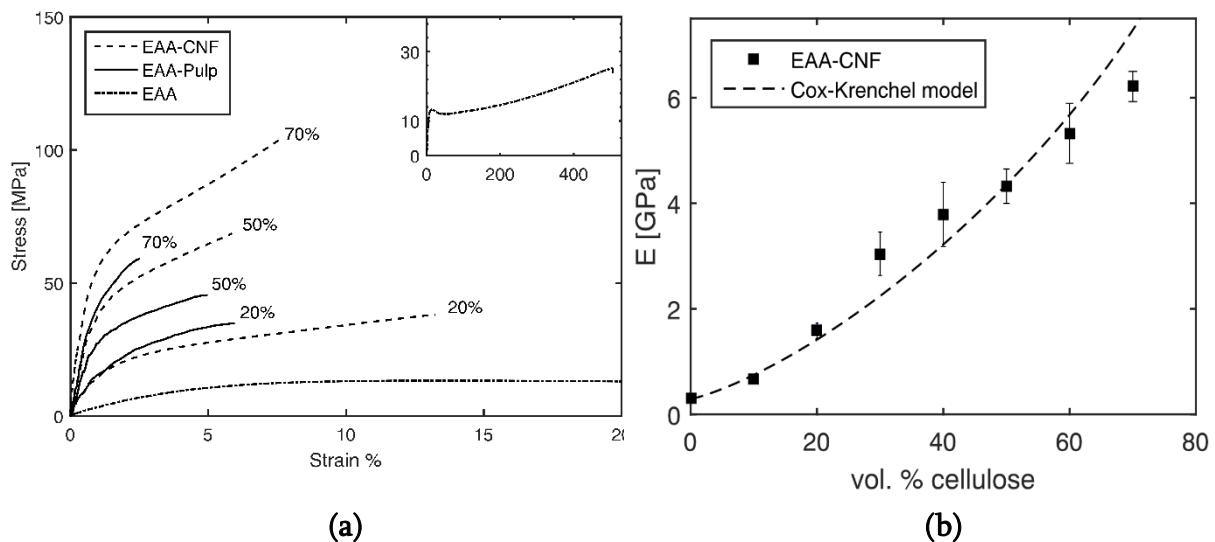 150
100
50
0
Stress [MPa]
EAA-CNF
EAA-Pulp
EAA
30
10
0
0 200 400
70%
50%
70%
50%
20%
20%
0 5 10 15 20
Strain %
(a)
6
4
2
0
E [GPa]
EAA-CNF
Cox-Krenchel model
0 20 40 60 80
vol. % cellulose
(b)